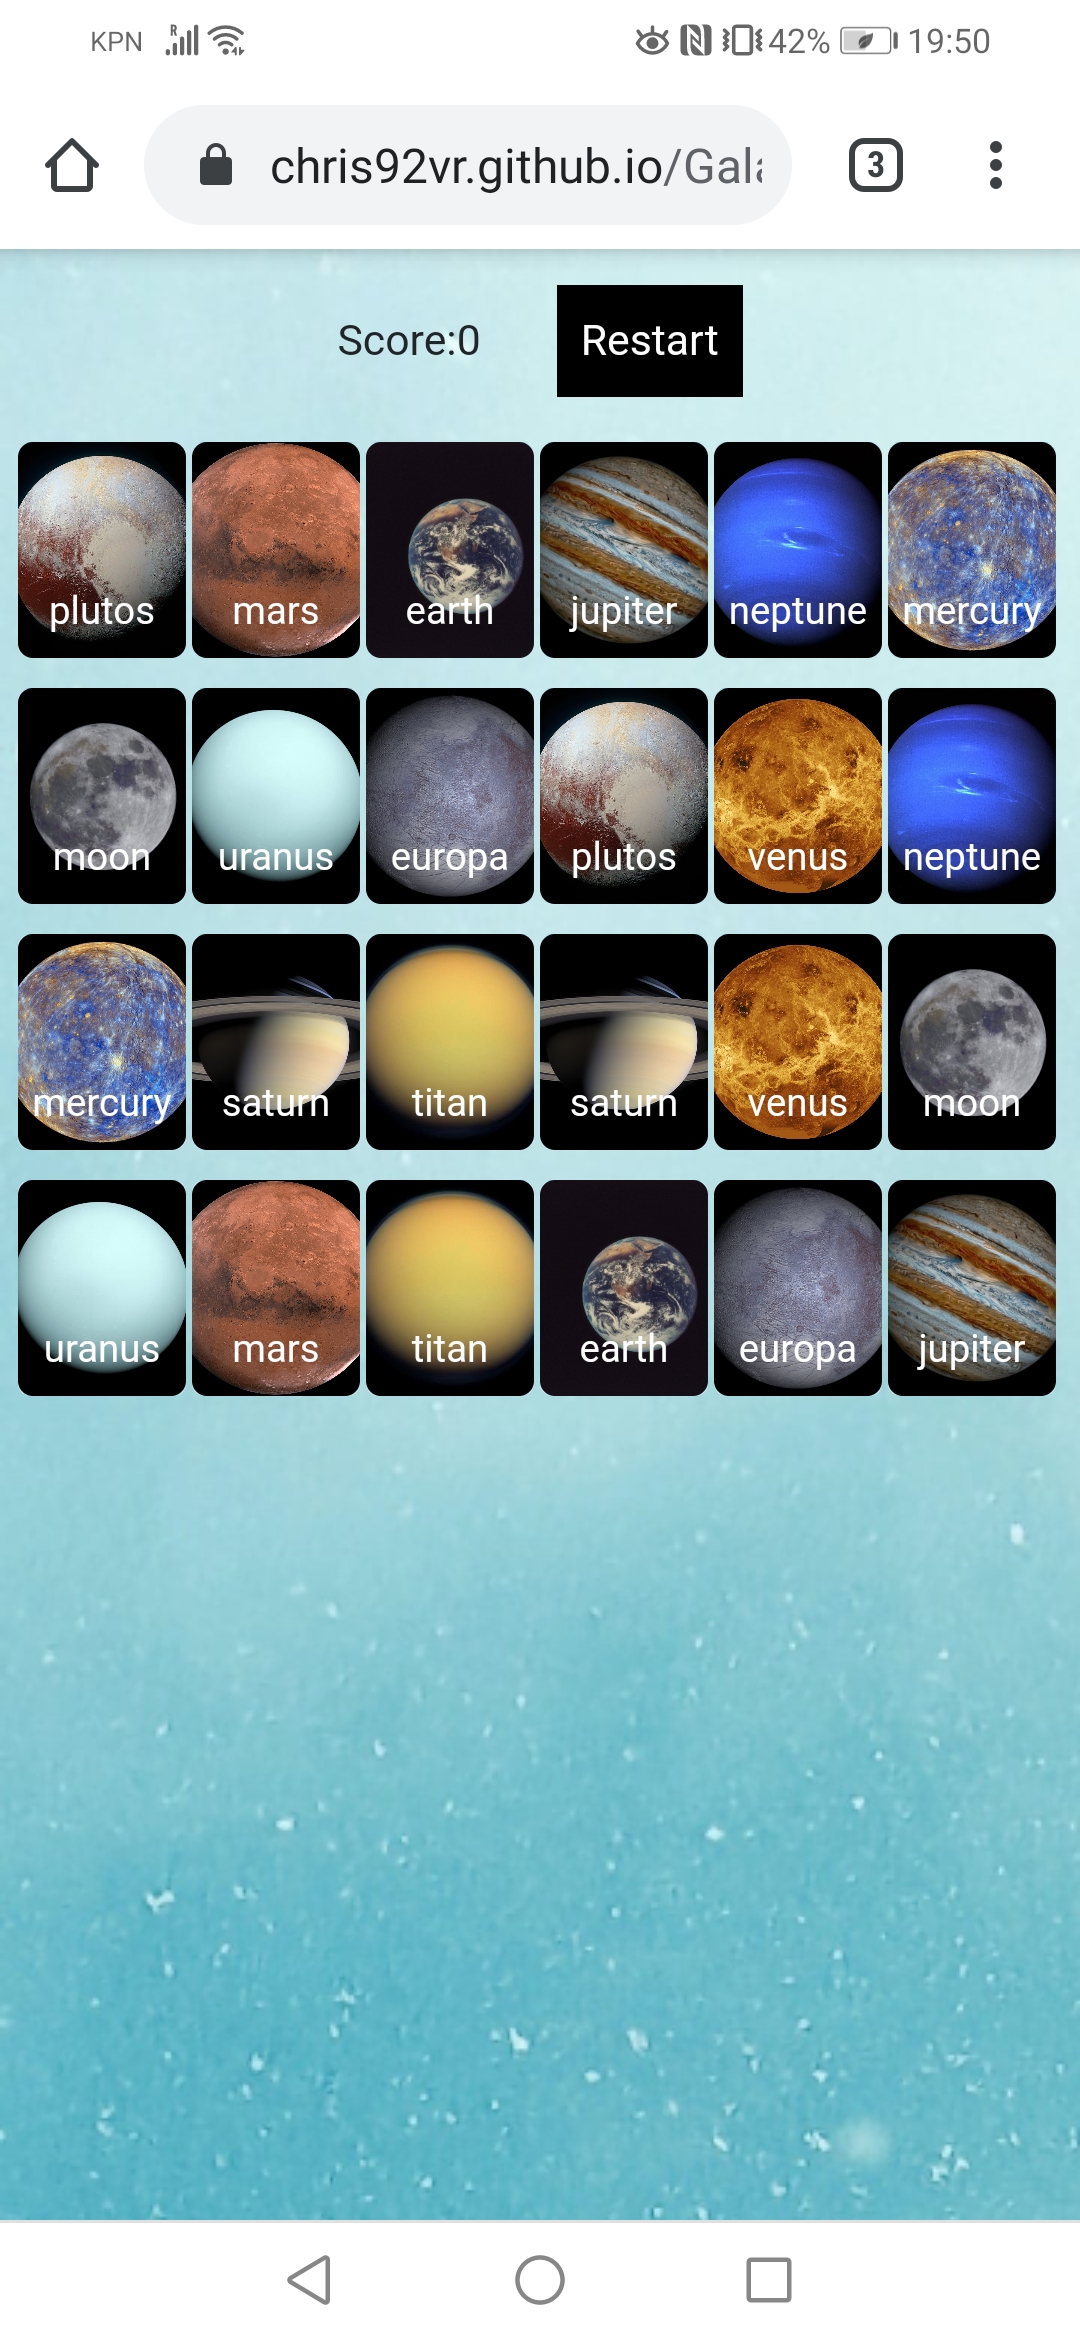 KPN 42% 19:50
chris92vr.github.io/Gala 3
Score:0 Restart
plutos mars earth jupiter neptune mercury
moon uranus europa plutos venus neptune
mercury saturn titan saturn venus moon
uranus mars titan earth europa jupiter